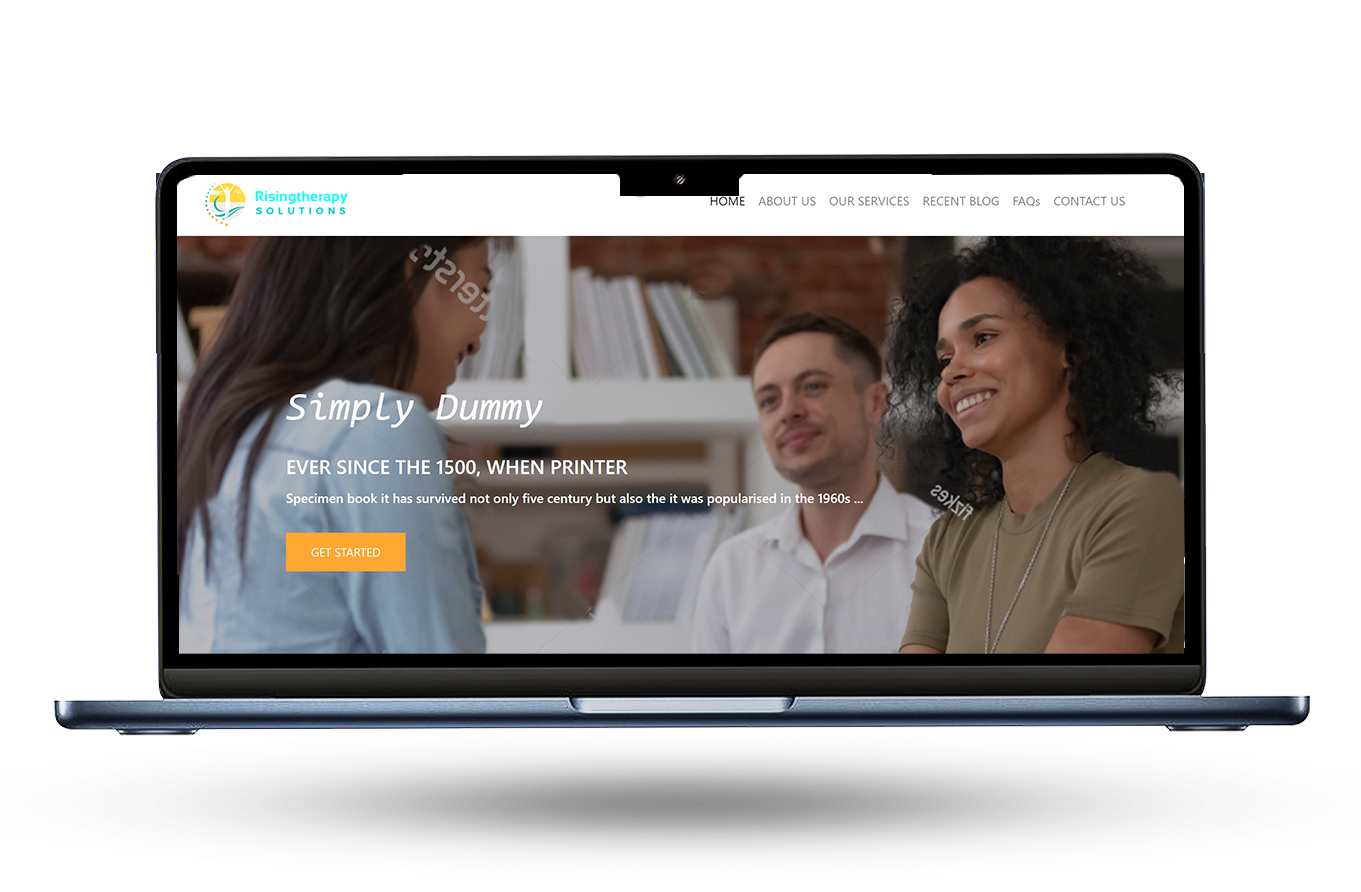 Risingtherapy
SOLUTIONS
HOME ABOUT US OUR SERVICES RECENT BLOG FAQs CONTACT US
Simply Dummy
EVER SINCE THE 1500, WHEN PRINTER
Specimen book it has survived not only five century but also the it was popularised in the 1960s ...
GET STARTED
fizkes